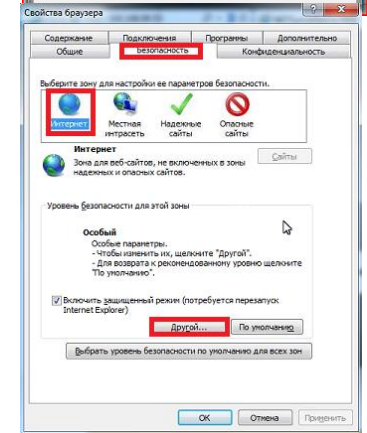 Свойства браузера
Содержание Подключения Программы Дополнительно
Общие Безопасность Конфиденциальность
Выберите зону для настройки ее параметров безопасности.
Интернет Местная интрасеть Надежные сайты Опасные сайты
Интернет
Зона для веб-сайтов, не включенных в зоны
надежных и опасных сайтов.
Сайты
Уровень безопасности для этой зоны
Особый
Особые параметры.
- Чтобы изменить их, щелкните "Другой".
- Для возврата к рекомендованному уровню щелкните
"По умолчанию".
Включить защищенный режим (потребуется перезапуск
Internet Explorer)
Другой... По умолчанию
Выбрать уровень безопасности по умолчанию для всех зон
OK Отмена Применить